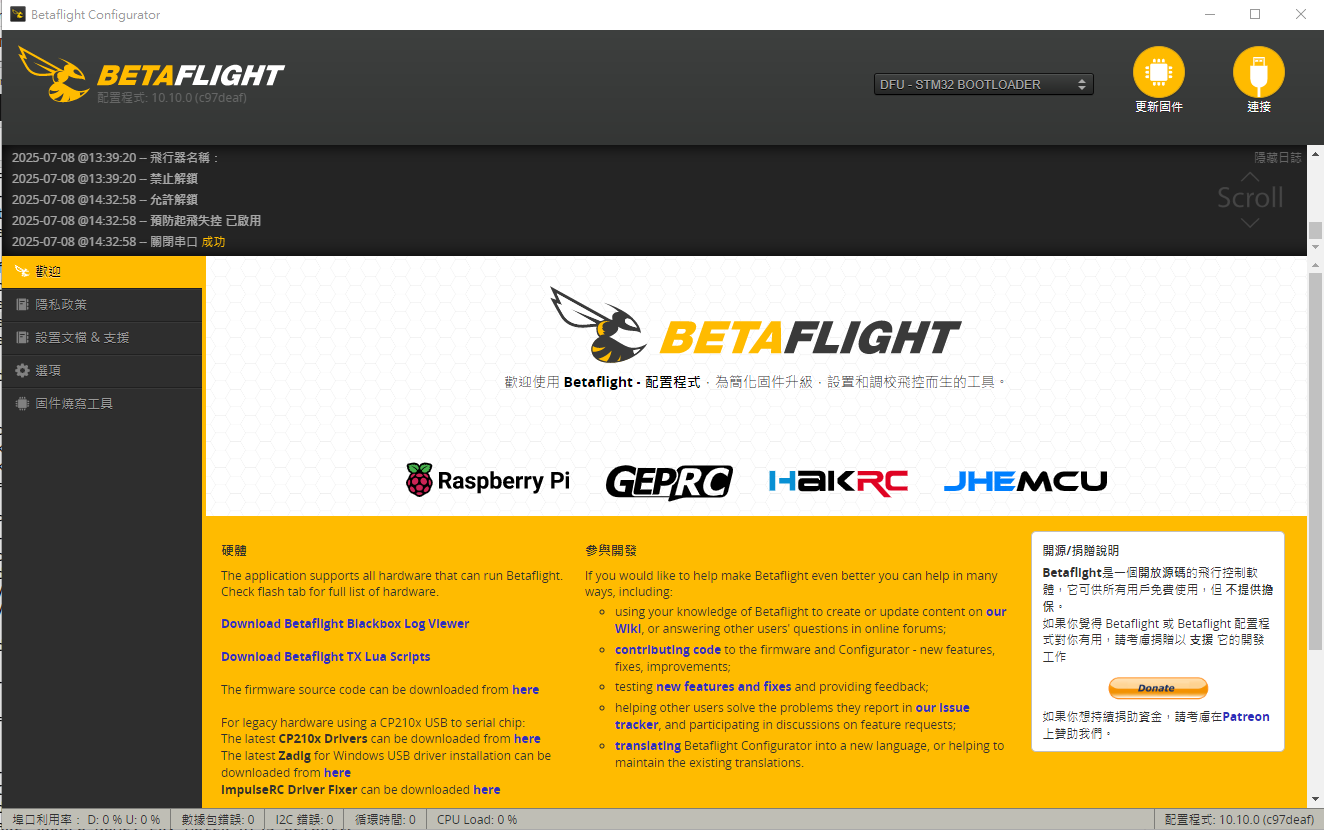 Betaflight Configurator
BETAFLIGHT
配置程式: 10.10.0 (c97deaf)
DFU - STM32 BOOTLOADER
更新固件
連接
隱藏日誌
Scroll
2025-07-08 @13:39:20 -- 飛行器名稱：
2025-07-08 @13:39:20 -- 禁止解鎖
2025-07-08 @14:32:58 -- 允許解鎖
2025-07-08 @14:32:58 -- 預防起飛失控 已啟用
2025-07-08 @14:32:58 -- 關閉串口 成功
歡迎
隱私政策
設置文檔 & 支援
選項
固件燒寫工具
BETAFLIGHT
歡迎使用 Betaflight - 配置程式，為簡化固件升級，設置和調校飛控而生的工具。
Raspberry Pi
GEPRC
HAKRC
JHEMCU
硬體
The application supports all hardware that can run Betaflight.
Check flash tab for full list of hardware.
Download Betaflight Blackbox Log Viewer
Download Betaflight TX Lua Scripts
The firmware source code can be downloaded from here
For legacy hardware using a CP210x USB to serial chip:
The latest CP210x Drivers can be downloaded from here
The latest Zadig for Windows USB driver installation can be
downloaded from here
ImpulseRC Driver Fixer can be downloaded here
參與開發
If you would like to help make Betaflight even better you can help in many
ways, including:
using your knowledge of Betaflight to create or update content on our
Wiki, or answering other users' questions in online forums;
contributing code to the firmware and Configurator - new features,
fixes, improvements;
testing new features and fixes and providing feedback;
helping other users solve the problems they report in our issue
tracker, and participating in discussions on feature requests;
translating Betaflight Configurator into a new language, or helping to
maintain the existing translations.
開源/捐贈說明
Betaflight是一個開放源碼的飛行控制軟
體，它可供所有用戶免費使用，但 不提供擔
保。
如果你覺得 Betaflight 或 Betaflight 配置程
式對你有用，請考慮捐贈以 支援 它的開發
工作
Donate
如果你想持續捐助資金，請考慮在Patreon
上贊助我們。
埠口利用率： D: 0 % U: 0 %
數據包錯誤: 0
I2C 錯誤: 0
循環時間: 0
CPU Load: 0 %
配置程式: 10.10.0 (c97deaf)